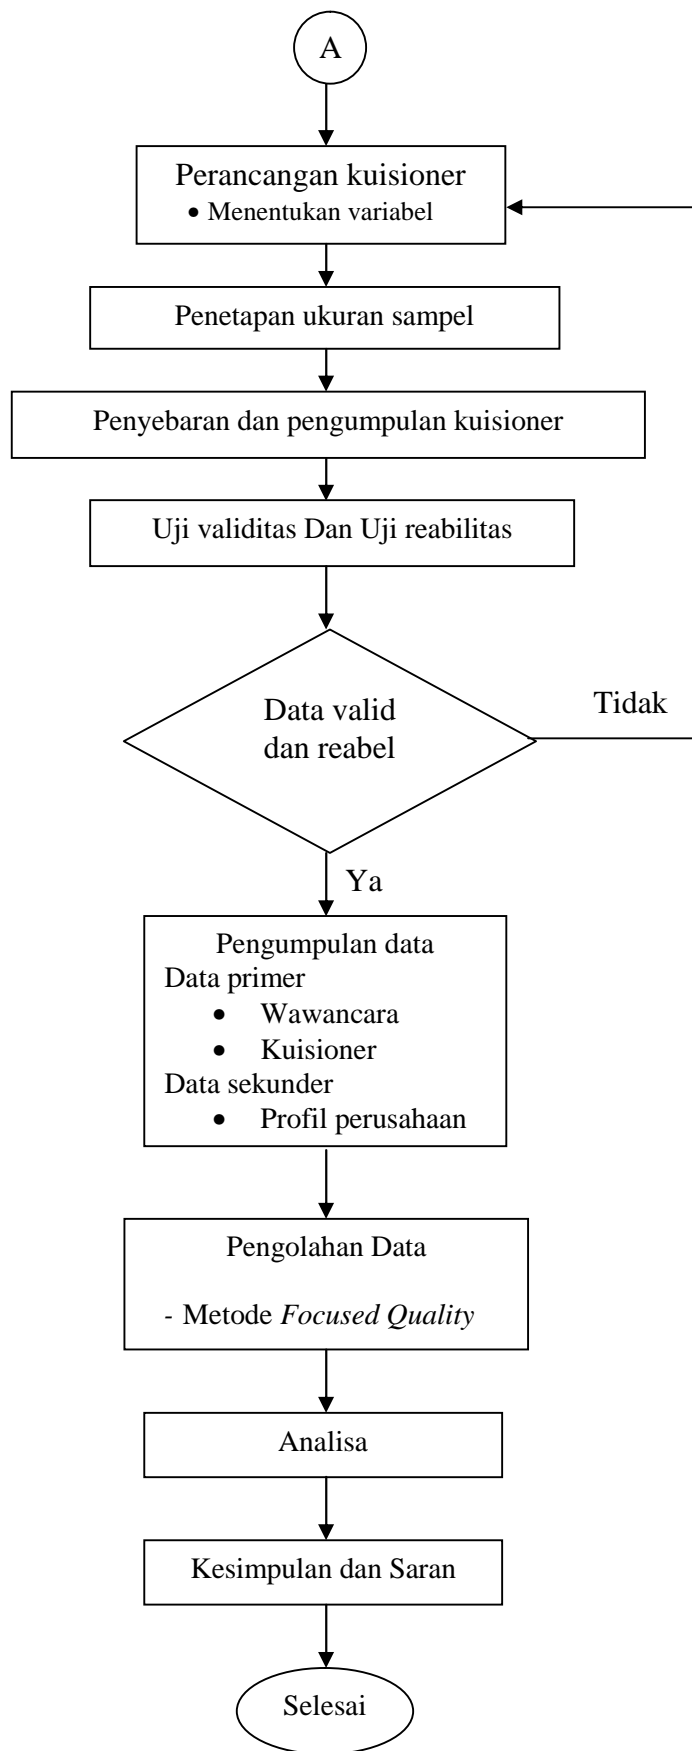 A
Perancangan kuisioner
• Menentukan variabel
Penetapan ukuran sampel
Penyebaran dan pengumpulan kuisioner
Uji validitas Dan Uji reabilitas
Data valid
dan reabel
Tidak
Ya
Pengumpulan data
Data primer
• Wawancara
• Kuisioner
Data sekunder
• Profil perusahaan
Pengolahan Data
- Metode Focused Quality
Analisa
Kesimpulan dan Saran
Selesai